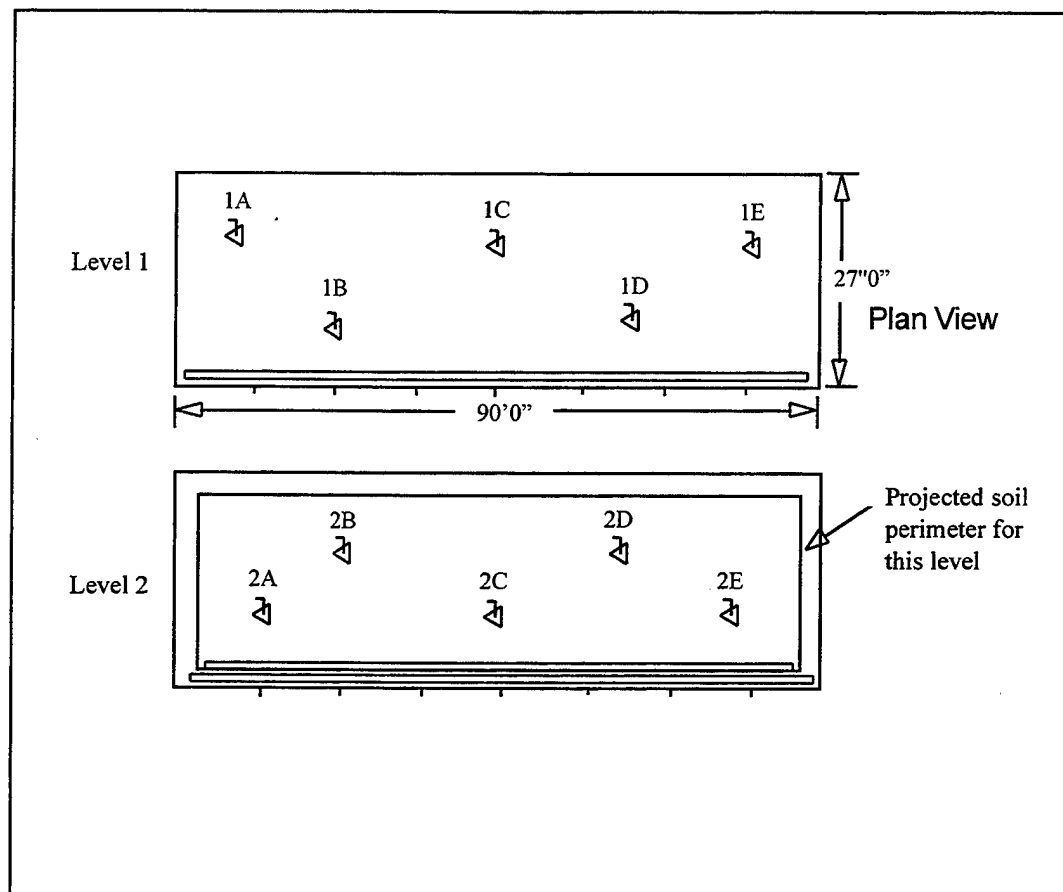 1A
1C
1E
Level 1
1B
1D
27"0”
Plan View
90’0”
Projected soil
perimeter for
this level
2B
2D
Level 2
2A
2C
2E